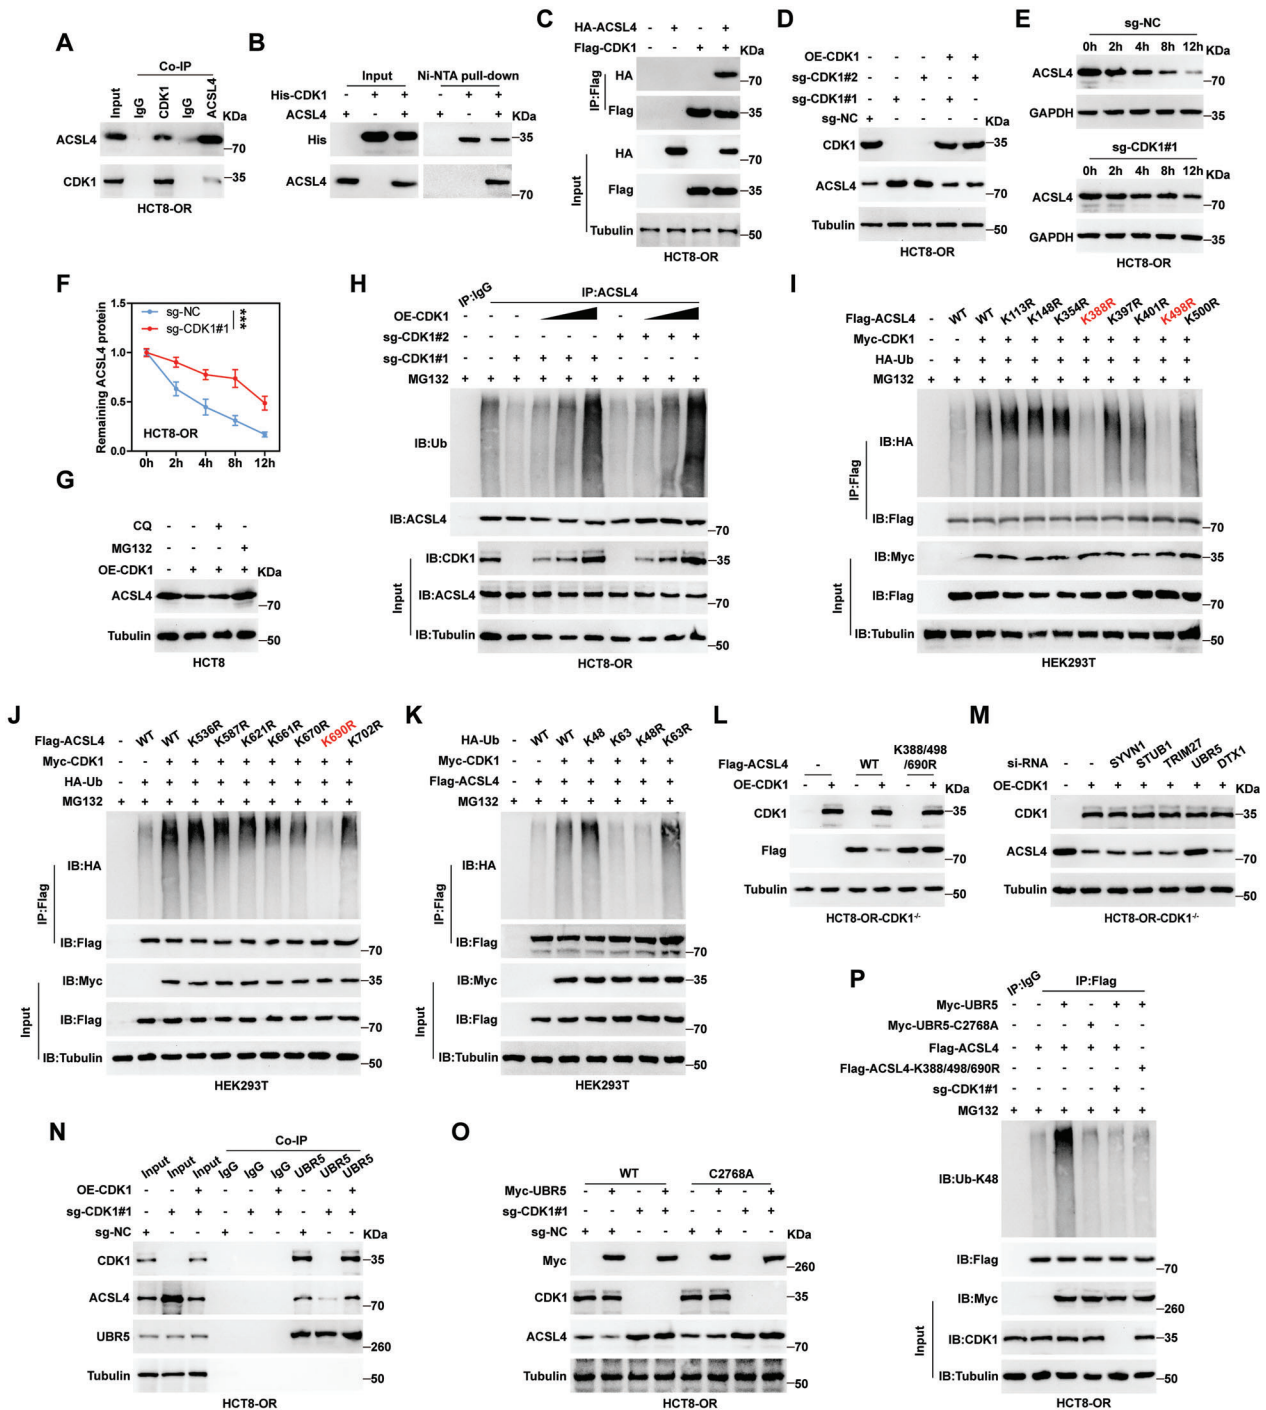 A
Co-IP
Input
IgG
CDK1
IgG
ACSL4
KDa
ACSL4
–70
CDK1
–35
HCT8-OR
B
Input
Ni-NTA pull-down
His-CDK1 - + + - + +
ACSL4 + - + + - +
KDa
His
–35
ACSL4
–70
C
HA-ACSL4 - + - +
Flag-CDK1 - - + +
KDa
IP:Flag
HA
–70
Flag
–35
Input
HA
–70
Flag
–35
Tubulin
–50
HCT8-OR
D
OE-CDK1 - - - + +
sg-CDK1#2 - - + - +
sg-CDK1#1 - + - + -
sg-NC + - - - -
KDa
CDK1
–35
ACSL4
–70
Tubulin
–50
HCT8-OR
E
sg-NC
0h 2h 4h 8h 12h
KDa
ACSL4
–70
GAPDH
–35
sg-CDK1#1
0h 2h 4h 8h 12h
KDa
ACSL4
–70
GAPDH
–35
HCT8-OR
F
Remaining ACSL4 protein
1.5
1.0
0.5
0.0
sg-NC
sg-CDK1#1
***
HCT8-OR
0h 2h 4h 8h 12h
G
CQ - - + -
MG132 - - - +
OE-CDK1 - + + +
KDa
ACSL4
–70
Tubulin
–50
HCT8
H
IP:IgG
IP:ACSL4
OE-CDK1
sg-CDK1#2 - - - - - - + + + +
sg-CDK1#1 - - + + + + - - - -
MG132 + + + + + + + + + +
IB:Ub
IB:ACSL4
–70
Input
IB:CDK1
–35
IB:ACSL4
–70
IB:Tubulin
–50
HCT8-OR
I
Flag-ACSL4 - WT WT K113R K148R K354R K388R K397R K401R K498R K500R
Myc-CDK1 - - + + + + + + + + +
HA-Ub - + + + + + + + + + +
MG132 + + + + + + + + + + +
IP:Flag
IB:HA
IB:Flag
–70
Input
IB:Myc
–35
IB:Flag
–70
IB:Tubulin
–50
HEK293T
J
Flag-ACSL4 - WT WT K536R K587R K621R K661R K670R K690R K702R
Myc-CDK1 - - + + + + + + + +
HA-Ub - + + + + + + + + +
MG132 + + + + + + + + + +
IP:Flag
IB:HA
IB:Flag
–70
Input
IB:Myc
–35
IB:Flag
–70
IB:Tubulin
–50
HEK293T
K
HA-Ub - WT WT K48 K63 K48R K63R
Myc-CDK1 - - + + + + +
Flag-ACSL4 - + + + + + +
MG132 + + + + + + +
IP:Flag
IB:HA
IB:Flag
–70
Input
IB:Myc
–35
IB:Flag
–70
IB:Tubulin
–50
HEK293T
L
Flag-ACSL4 - WT K388/498
/690R
OE-CDK1 - + - + - +
KDa
CDK1
–35
Flag
–70
Tubulin
–50
HCT8-OR-CDK1-/-
M
si-RNA - - SYVN1 STUB1 TRIM27 UBR5 DTX1
OE-CDK1 - + + + + + +
KDa
CDK1
–35
ACSL4
–70
Tubulin
–50
HCT8-OR-CDK1-/-
N
Co-IP
Input Input Input IgG IgG IgG UBR5 UBR5 UBR5
OE-CDK1 - - + - - + - - +
sg-CDK1#1 - + + - + + - + +
sg-NC + - - + - - + - -
KDa
CDK1
–35
ACSL4
–70
UBR5
–260
Tubulin
–50
HCT8-OR
O
WT
C2768A
Myc-UBR5 - + - + - + - +
sg-CDK1#1 - - + + - - + +
sg-NC + + - - + + - -
KDa
Myc
–260
CDK1
–35
ACSL4
–70
Tubulin
–50
HCT8-OR
P
IP:IgG
IP:Flag
Myc-UBR5 - - + - + +
Myc-UBR5-C2768A - - - + - -
Flag-ACSL4 - + + + + -
Flag-ACSL4-K388/498/690R - - - - - +
sg-CDK1#1 - - - - + -
MG132 + + + + + +
IB:Ub-K48
IB:Flag
–70
Input
IB:Myc
–260
IB:CDK1
–35
IB:Tubulin
–50
HCT8-OR